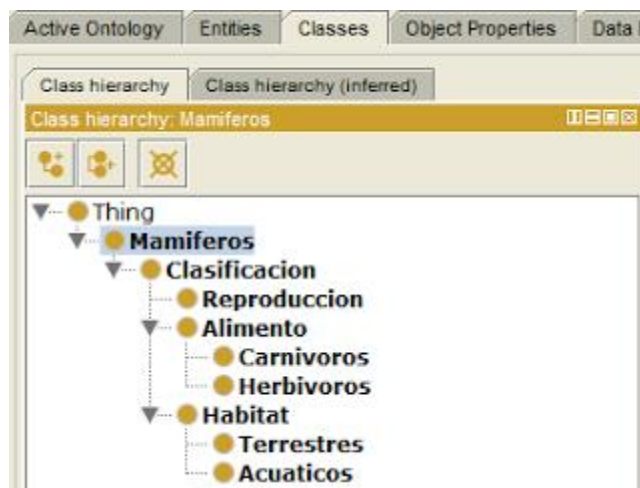 Active Ontology Entities Classes Object Properties Data
Class hierarchy Class hierarchy (inferred)
Class hierarchy: Mamiferos
Thing
Mamiferos
Clasificacion
Reproduccion
Alimento
Carnivoros
Herbivoros
Habitat
Terrestres
Acuaticos